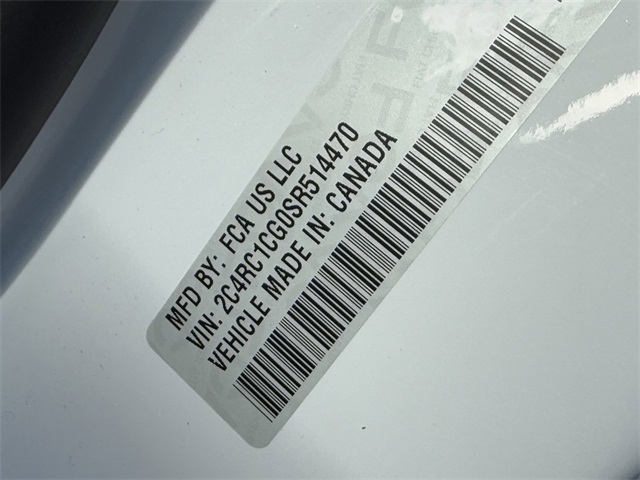 MFD BY: FCA US LLC
VIN: 2C4RC1CG0SR514470
VEHICLE MADE IN: CANADA